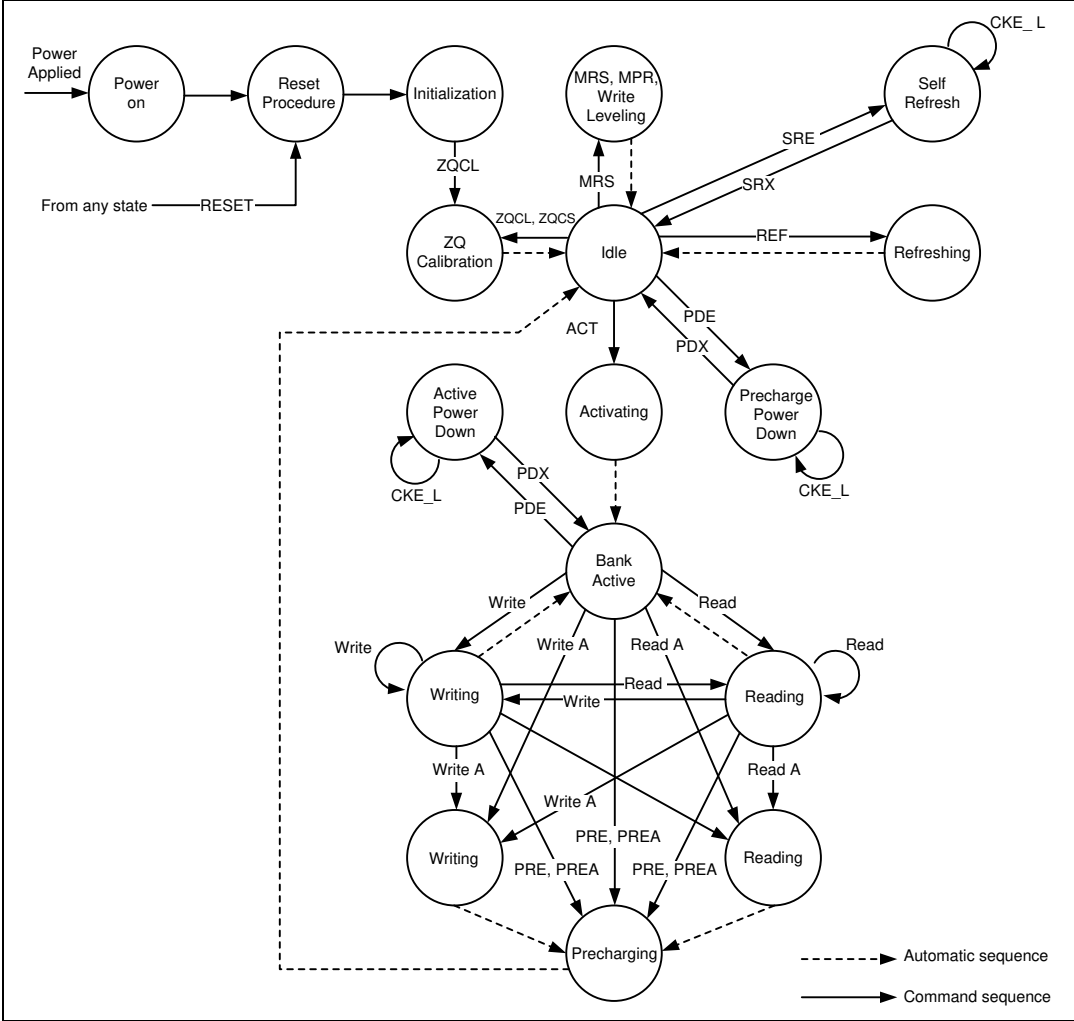 Power
Applied
Power
on
Reset
Procedure
Initialization
MRS, MPR,
Write
Leveling
Self
Refresh
CKE_ L
ZQCL
MRS
SRE
SRX
From any state
RESET
ZQCL, ZQCS
ZQ
Calibration
Idle
REF
Refreshing
ACT
PDE
PDX
Active
Power
Down
Activating
Precharge
Power
Down
CKE_L
PDX
PDE
CKE_L
Bank
Active
Write
Read
Write
Write A
Read A
Read
Writing
Read
Write
Reading
Write A
Read A
Write A
Writing
PRE, PREA
Reading
PRE, PREA
PRE, PREA
Precharging
Automatic sequence
Command sequence